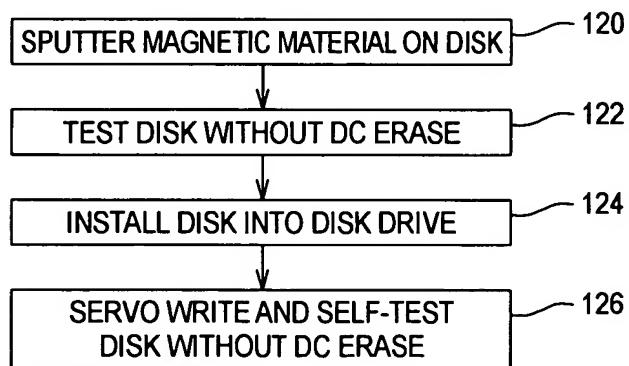 SPUTTER MAGNETIC MATERIAL ON DISK
120
TEST DISK WITHOUT DC ERASE
122
INSTALL DISK INTO DISK DRIVE
124
SERVO WRITE AND SELF-TEST
DISK WITHOUT DC ERASE
126